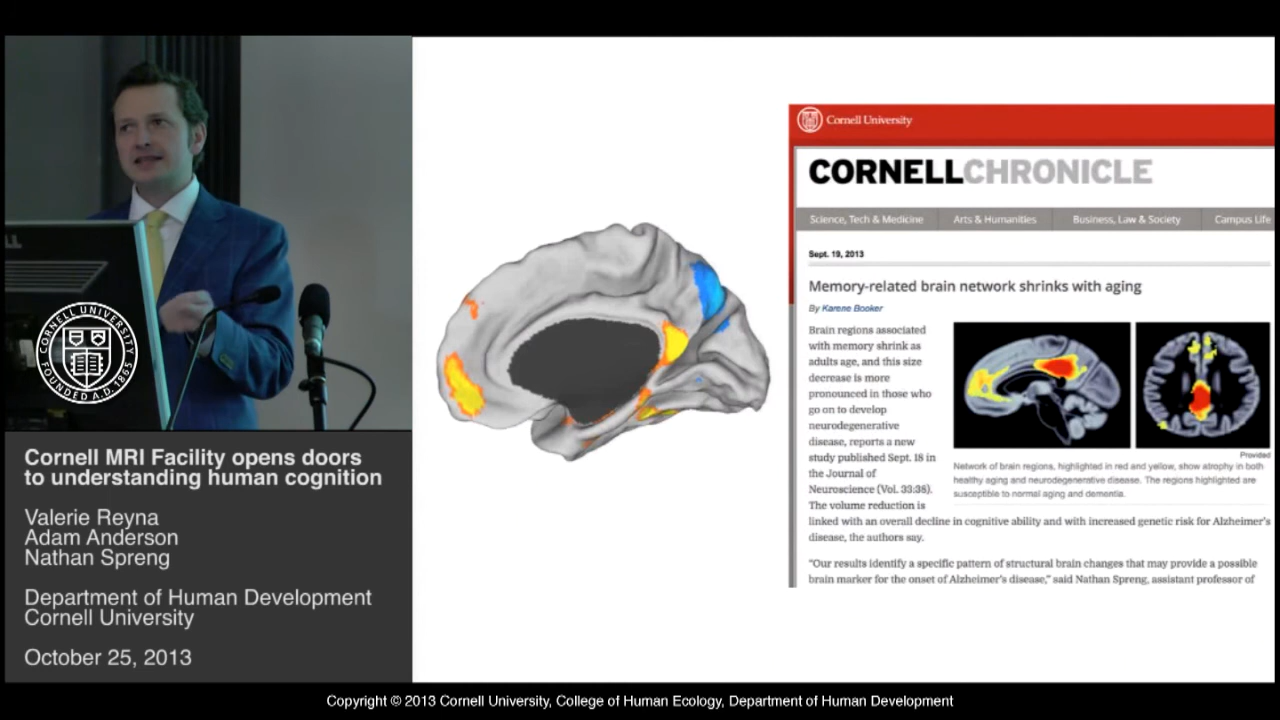 CORNELL UNIVERSITY
FOUNDED A.D. 1865
Cornell MRI Facility opens doors
to understanding human cognition
Valerie Reyna
Adam Anderson
Nathan Spreng
Department of Human Development
Cornell University
October 25, 2013
Cornell University
CORNELLCHRONICLE
Science, Tech & Medicine
Arts & Humanities
Business, Law & Society
Campus Life
Sept. 19, 2013
Memory-related brain network shrinks with aging
By Karene Booker
Brain regions associated
with memory shrink as
adults age, and this size
decrease is more
pronounced in those who
go on to develop
neurodegenerative
disease, reports a new
study published Sept. 18 in
the Journal of
Neuroscience (Vol. 33:38).
The volume reduction is
linked with an overall decline in cognitive ability and with increased genetic risk for Alzheimer's
disease, the authors say.
Provided
Network of brain regions, highlighted in red and yellow, show atrophy in both
healthy aging and neurodegenerative disease. The regions highlighted are
susceptible to normal aging and dementia.
"Our results identify a specific pattern of structural brain changes that may provide a possible
brain marker for the onset of Alzheimer's disease," said Nathan Spreng, assistant professor of
Copyright © 2013 Cornell University, College of Human Ecology, Department of Human Development